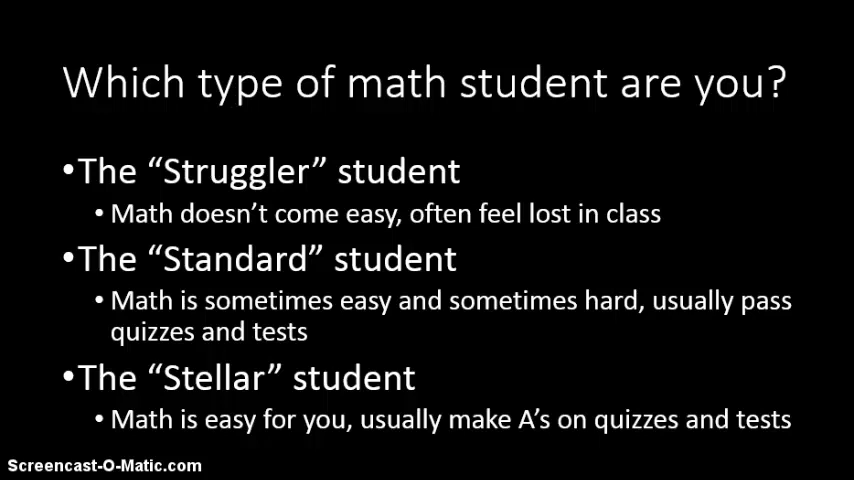 Which type of math student are you?
•The “Struggler” student
• Math doesn’t come easy, often feel lost in class
•The “Standard” student
• Math is sometimes easy and sometimes hard, usually pass
quizzes and tests
•The “Stellar” student
• Math is easy for you, usually make A’s on quizzes and tests
Screencast-O-Matic.com